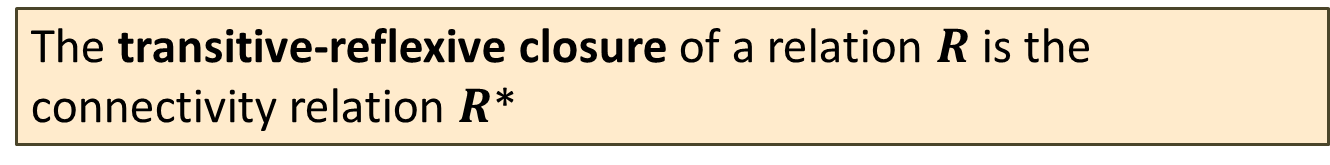 The transitive-reflexive closure of a relation R is the
connectivity relation R*